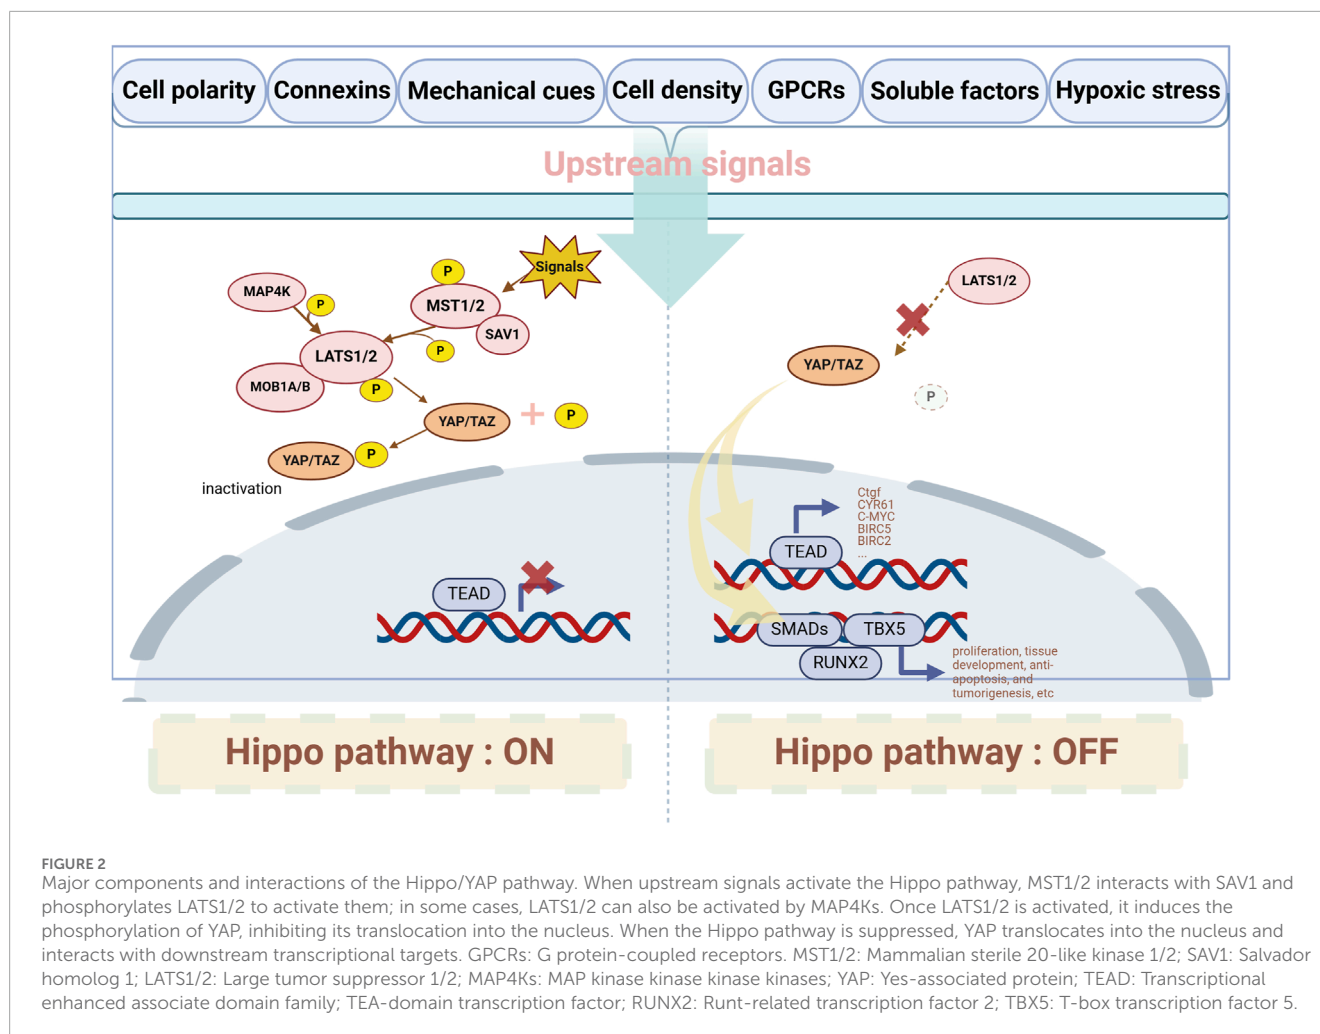 Cell polarity Connexins Mechanical cues Cell density GPCRs Soluble factors Hypoxic stress
Upstream signals
Signals
P
MST1/2
SAV1
MAP4K
P
P
LATS1/2
MOB1A/B
P
YAP/TAZ + P
YAP/TAZ P
inactivation
TEAD
LATS1/2
YAP/TAZ
P
Ctgf
CYR61
C-MYC
BIRC5
BIRC2
...
TEAD
SMADs TBX5
RUNX2
proliferation, tissue
development, anti-
apoptosis, and
tumorigenesis, etc
Hippo pathway : ON
Hippo pathway : OFF
FIGURE 2
Major components and interactions of the Hippo/YAP pathway. When upstream signals activate the Hippo pathway, MST1/2 interacts with SAV1 and
phosphorylates LATS1/2 to activate them; in some cases, LATS1/2 can also be activated by MAP4Ks. Once LATS1/2 is activated, it induces the
phosphorylation of YAP, inhibiting its translocation into the nucleus. When the Hippo pathway is suppressed, YAP translocates into the nucleus and
interacts with downstream transcriptional targets. GPCRs: G protein-coupled receptors. MST1/2: Mammalian sterile 20-like kinase 1/2; SAV1: Salvador
homolog 1; LATS1/2: Large tumor suppressor 1/2; MAP4Ks: MAP kinase kinase kinase kinases; YAP: Yes-associated protein; TEAD: Transcriptional
enhanced associate domain family; TEA-domain transcription factor; RUNX2: Runt-related transcription factor 2; TBX5: T-box transcription factor 5.